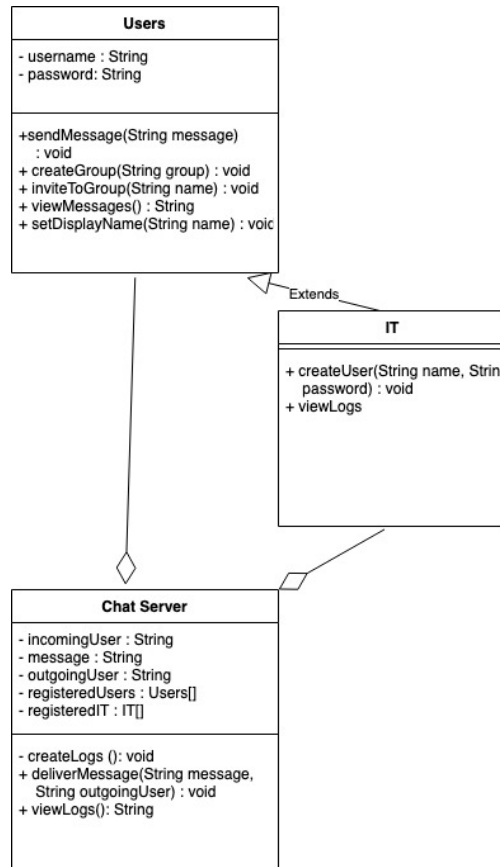 Users
- username : String
- password: String
+sendMessage(String message)
: void
+ createGroup(String group) : void
+ inviteToGroup(String name) : void
+ viewMessages() : String
+ setDisplayName(String name) : void
Extends
IT
+ createUser(String name, Strin
password) : void
+ viewLogs
Chat Server
- incomingUser : String
- message : String
- outgoingUser : String
- registeredUsers : Users[]
- registeredIT : IT[]
- createLogs (): void
+ deliverMessage(String message,
String outgoingUser) : void
+ viewLogs(): String